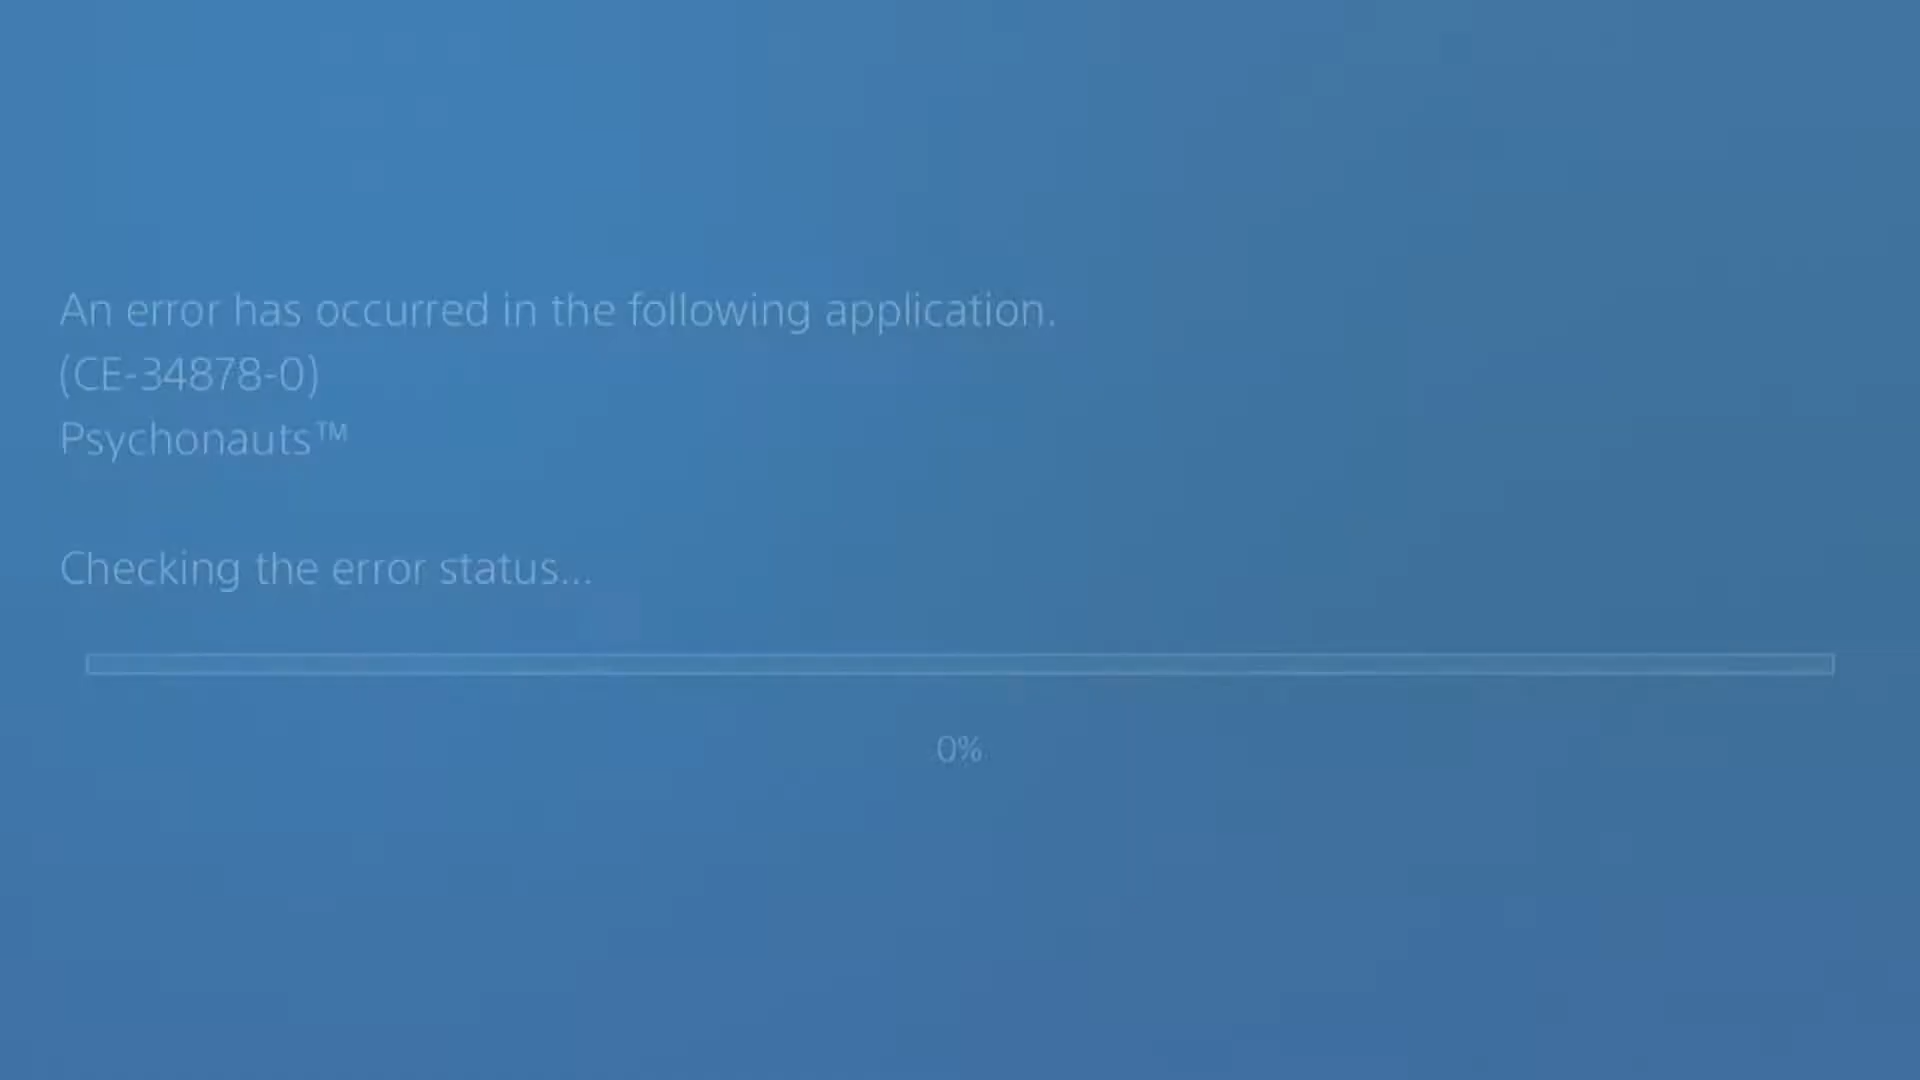 An error has occurred in the following application.
(CE-34878-0)
Psychonauts™
Checking the error status...
0%